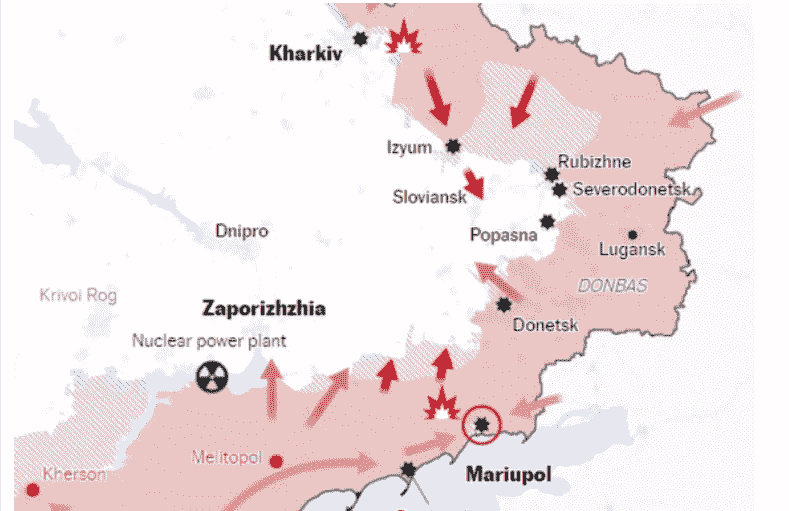 Kharkiv
Izyum
Rubizhne
Sloviansk
Severodonetsk
Dnipro
Popasna
Lugansk
Krivoi Rog
DONBAS
Zaporizhzhia
Donetsk
Nuclear power plant
Melitopol
Kherson
Mariupol